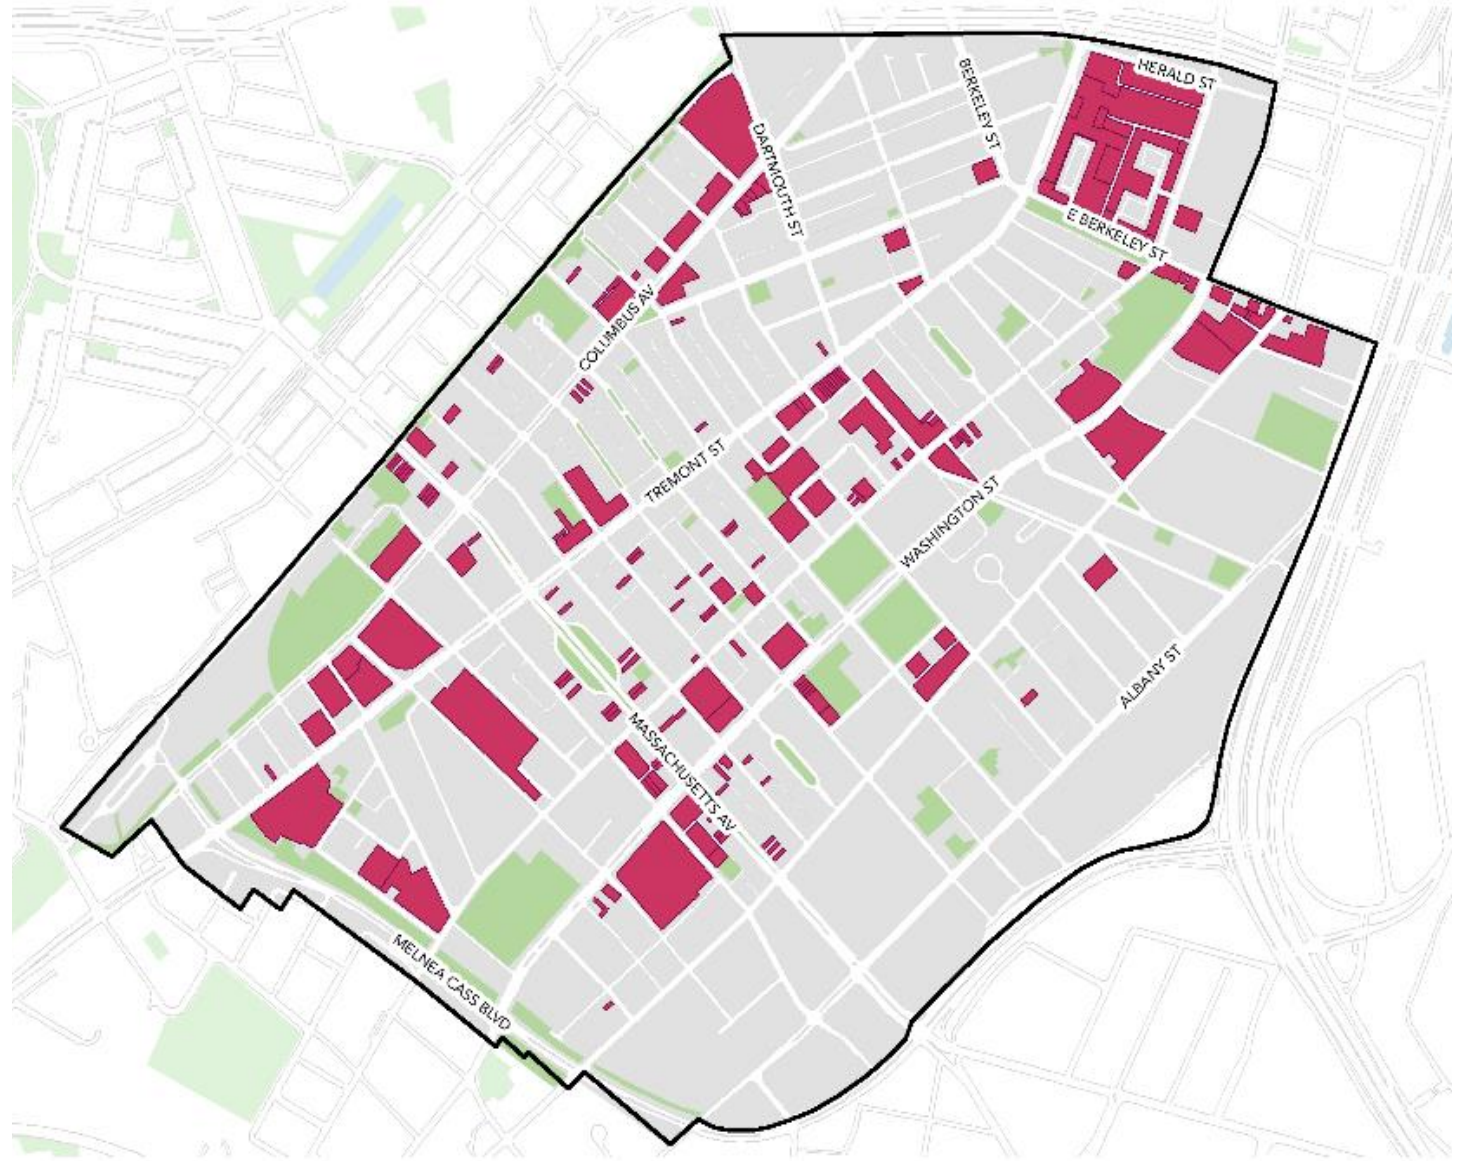 HERALD ST
BERKELEY ST
DARTMOUTH ST
E BERKELEY ST
COLUMBUS AV
TREMONT ST
WASHINGTON ST
ALBANY ST
MASSACHUSETTS AV
MELNEA CASS BLVD